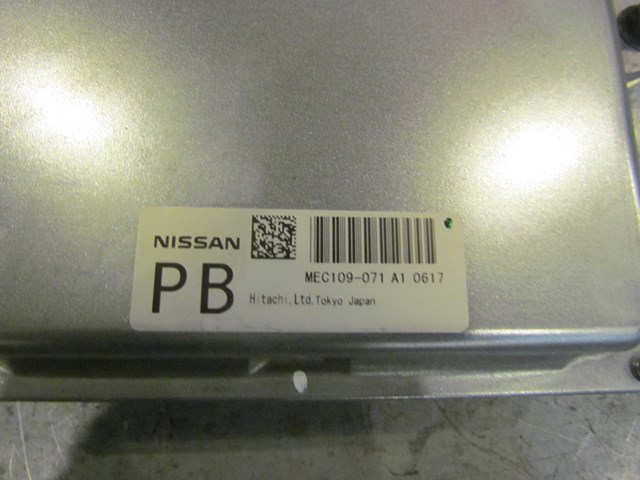 NISSAN
PB
MEC109-071 A1 0617
Hitachi,Ltd.Tokyo Japan